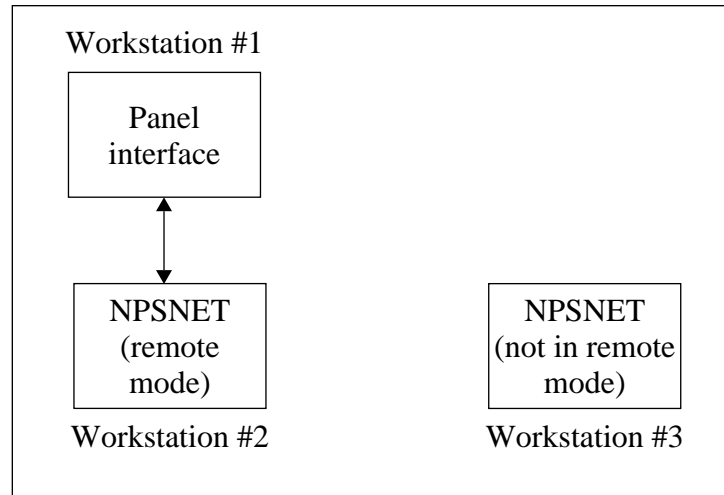 Workstation #1
Panel
interface
NPSNET
(remote
mode)
Workstation #2
NPSNET
(not in remote
mode)
Workstation #3